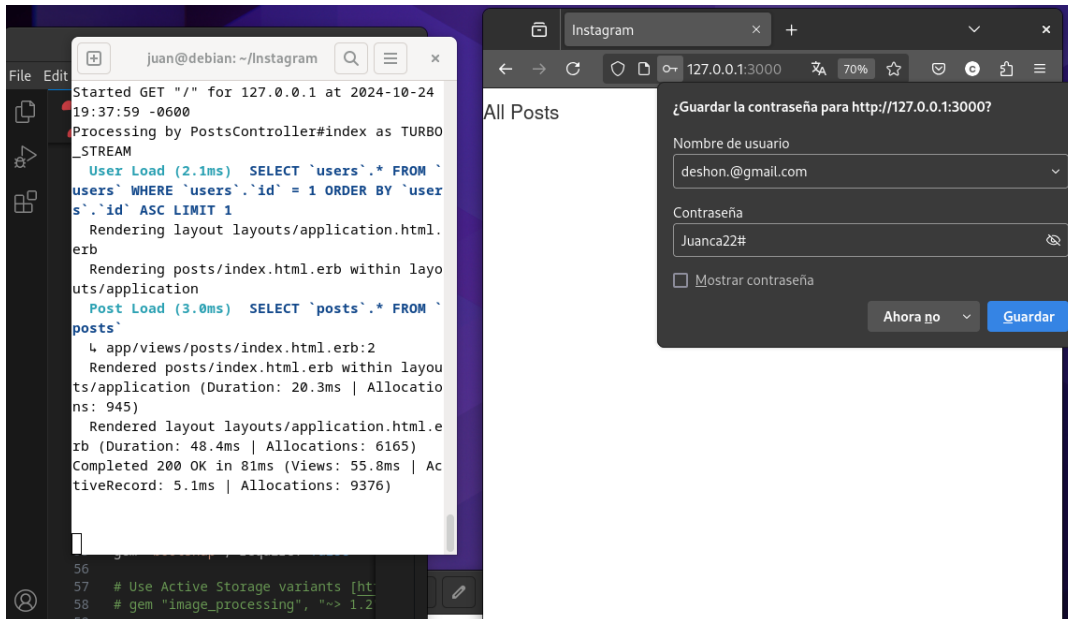 File Edit
juan@debian: ~/Instagram
Started GET "/" for 127.0.0.1 at 2024-10-24
19:37:59 -0600
Processing by PostsController#index as TURBO
_STREAM
  User Load (2.1ms)  SELECT `users`.* FROM `
users` WHERE `users`.`id` = 1 ORDER BY `user
s`.`id` ASC LIMIT 1
  Rendering layout layouts/application.html.
erb
  Rendering posts/index.html.erb within layo
uts/application
  Post Load (3.0ms)  SELECT `posts`.* FROM `
posts`
  ↳ app/views/posts/index.html.erb:2
  Rendered posts/index.html.erb within layou
ts/application (Duration: 20.3ms | Allocatio
ns: 945)
  Rendered layout layouts/application.html.e
rb (Duration: 48.4ms | Allocations: 6165)
Completed 200 OK in 81ms (Views: 55.8ms | Ac
tiveRecord: 5.1ms | Allocations: 9376)
56
57 # Use Active Storage variants [ht
58 # gem "image_processing", "~> 1.2
Instagram
127.0.0.1:3000
70%
All Posts
¿Guardar la contraseña para http://127.0.0.1:3000?
Nombre de usuario
deshon.@gmail.com
Contraseña
Juanca22#
Mostrar contraseña
Ahora no
Guardar